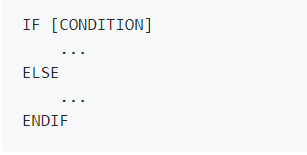 IF [CONDITION]
    ...
ELSE
    ...
ENDIF